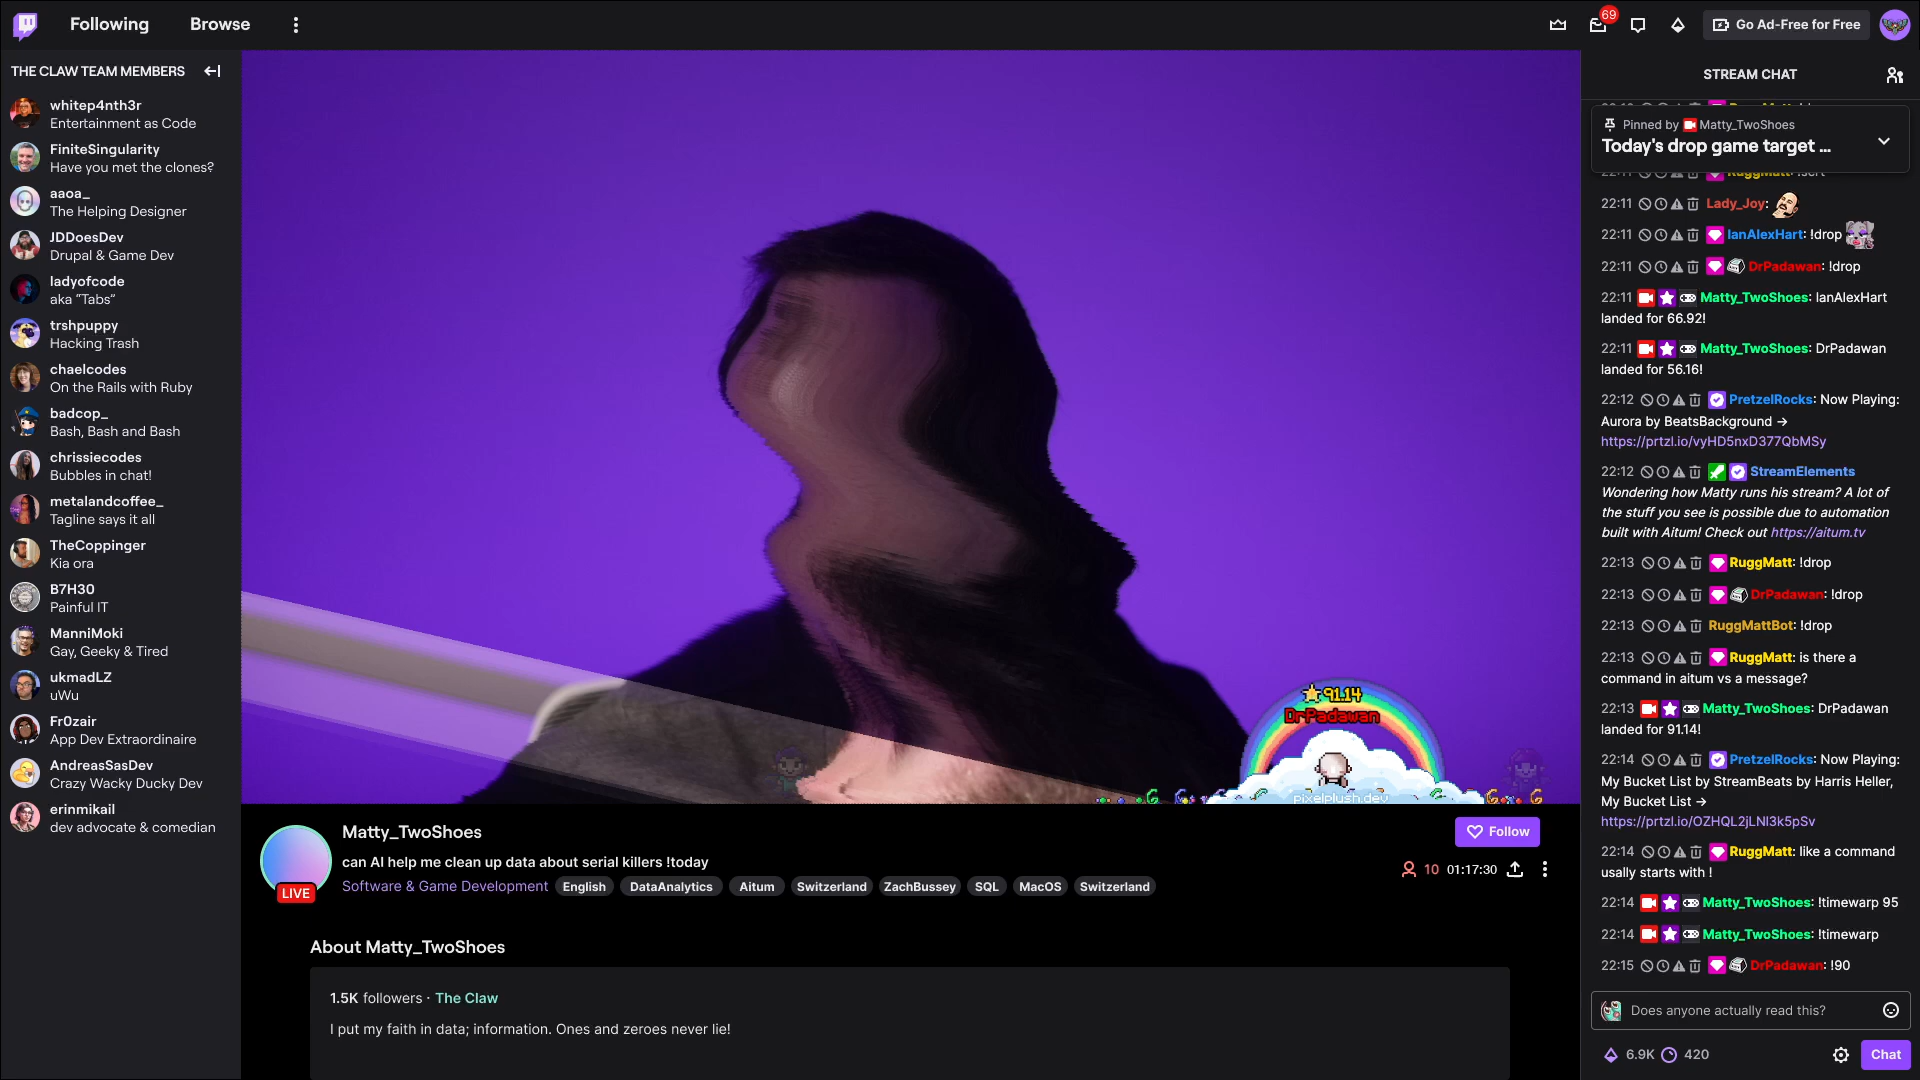 Following
Browse
69
Go Ad-Free for Free
THE CLAW TEAM MEMBERS
whitep4nth3r
Entertainment as Code
FiniteSingularity
Have you met the clones?
aaoa_
The Helping Designer
JDDoesDev
Drupal & Game Dev
ladyofcode
aka "Tabs"
trshpuppy
Hacking Trash
chaelcodes
On the Rails with Ruby
badcop_
Bash, Bash and Bash
chrissiecodes
Bubbles in chat!
metalandcoffee_
Tagline says it all
TheCoppinger
Kia ora
B7H30
Painful IT
ManniMoki
Gay, Geeky & Tired
ukmadLZ
uWu
Fr0zair
App Dev Extraordinaire
AndreasSasDev
Crazy Wacky Ducky Dev
erinmikail
dev advocate & comedian
91.14
DrPadawan
pixelplush.dev
Matty_TwoShoes
Follow
can AI help me clean up data about serial killers !today
10 01:17:30
LIVE
Software & Game Development English DataAnalytics Aitum Switzerland ZachBussey SQL MacOS Switzerland
About Matty_TwoShoes
1.5K followers · The Claw
I put my faith in data; information. Ones and zeroes never lie!
STREAM CHAT
Pinned by Matty_TwoShoes
Today's drop game target ...
22:11 RuggMatt: !sert
22:11 Lady_Joy:
22:11 IanAlexHart: !drop
22:11 DrPadawan: !drop
22:11 Matty_TwoShoes: IanAlexHart
landed for 66.92!
22:11 Matty_TwoShoes: DrPadawan
landed for 56.16!
22:12 PretzelRocks: Now Playing:
Aurora by BeatsBackground →
https://prtzl.io/vyHD5nxD377QbMSy
22:12 StreamElements
Wondering how Matty runs his stream? A lot of
the stuff you see is possible due to automation
built with Aitum! Check out https://aitum.tv
22:13 RuggMatt: !drop
22:13 DrPadawan: !drop
22:13 RuggMattBot: !drop
22:13 RuggMatt: is there a
command in aitum vs a message?
22:13 Matty_TwoShoes: DrPadawan
landed for 91.14!
22:14 PretzelRocks: Now Playing:
My Bucket List by StreamBeats by Harris Heller,
My Bucket List →
https://prtzl.io/OZHQL2jLNl3k5pSv
22:14 RuggMatt: like a command
usally starts with !
22:14 Matty_TwoShoes: !timewarp 95
22:14 Matty_TwoShoes: !timewarp
22:15 DrPadawan: !90
Does anyone actually read this?
6.9K 420
Chat